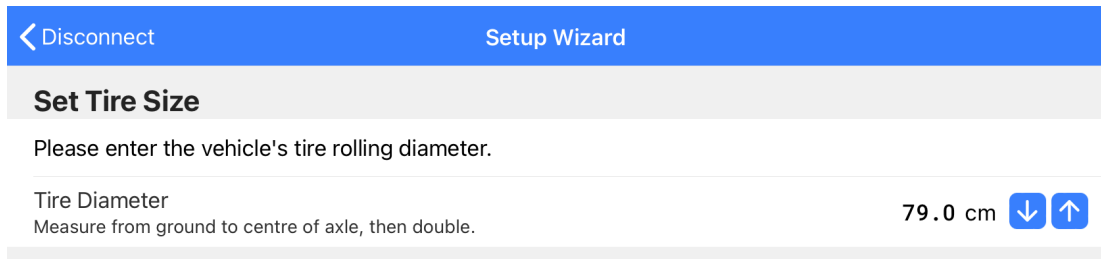 Disconnect
Setup Wizard
Set Tire Size
Please enter the vehicle's tire rolling diameter.
Tire Diameter
79.0 cm
Measure from ground to centre of axle, then double.